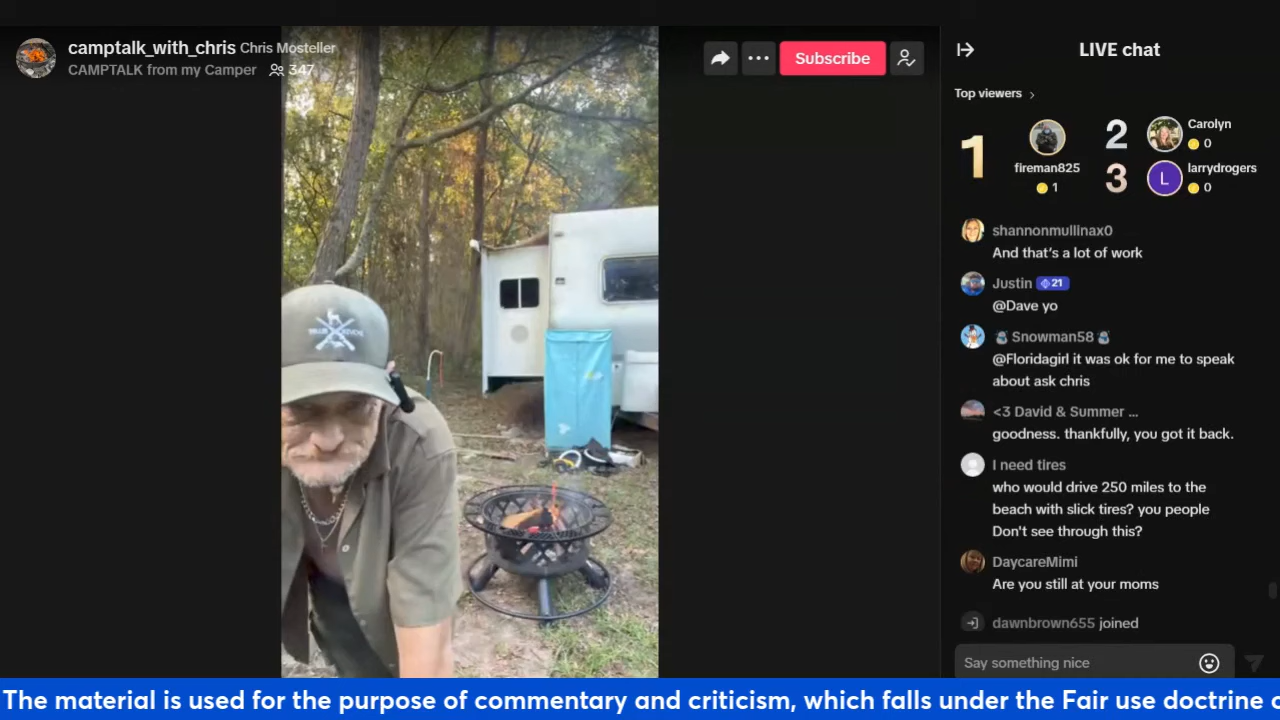 camptalk_with_chris Chris Mosteller
CAMPTALK from my Camper 347
Subscribe
LIVE chat
Top viewers
1
fireman825
1
2
Carolyn
0
3
L
larrydrogers
0
shannonmullinax0
And that's a lot of work
Justin 21
@Dave yo
Snowman58
@Floridagirl it was ok for me to speak
about ask chris
<3 David & Summer ...
goodness. thankfully, you got it back.
I need tires
who would drive 250 miles to the
beach with slick tires? you people
Don't see through this?
DaycareMimi
Are you still at your moms
dawnbrown655 joined
Say something nice
The material is used for the purpose of commentary and criticism, which falls under the Fair use doctrine